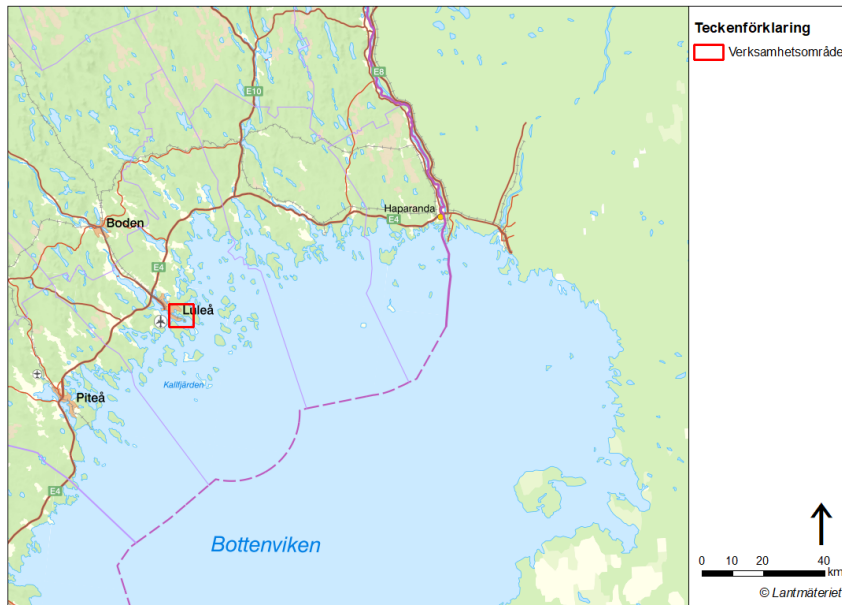 E8
E10
Haparanda
E4
Boden
E4
Luleå
Kallfjärden
Piteå
E4
Bottenviken
Teckenförklaring
Verksamhetsområde
0 10 20 40
km
© Lantmäteriet